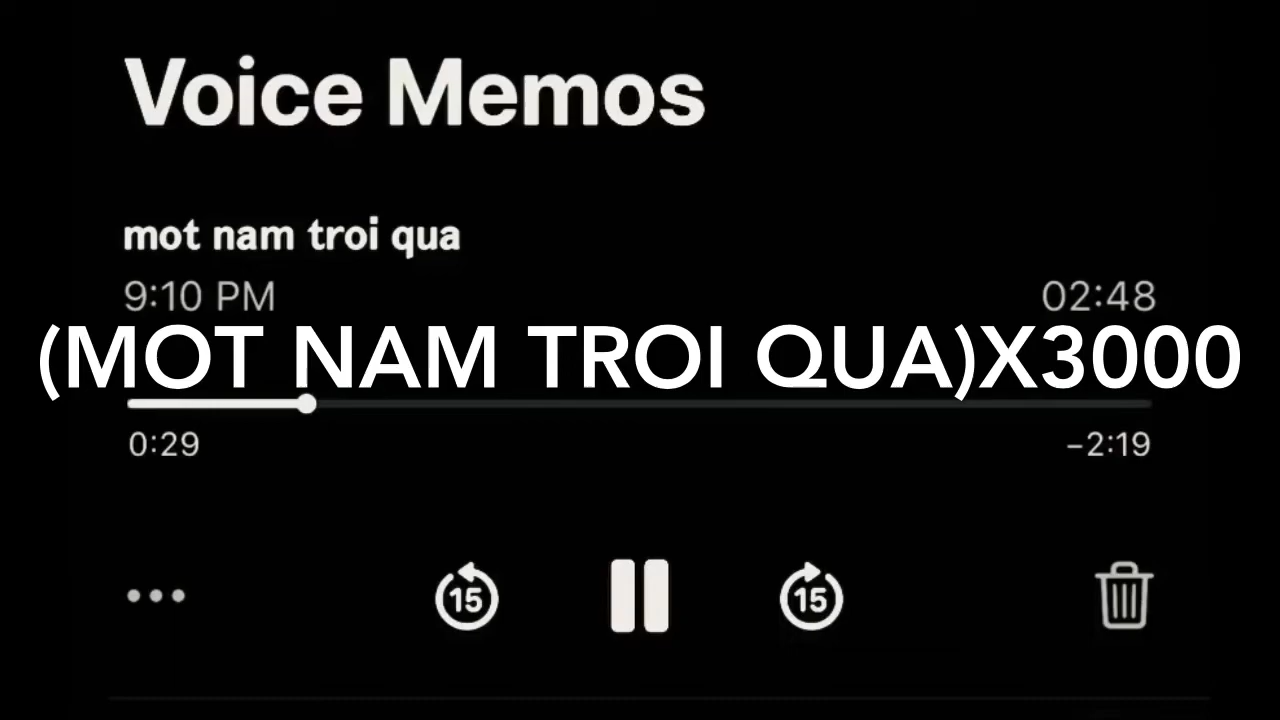 Voice Memos
mot nam troi qua
9:10 PM 02:48
(MOT NAM TROI QUA)X3000
0:29 -2:19
15 15